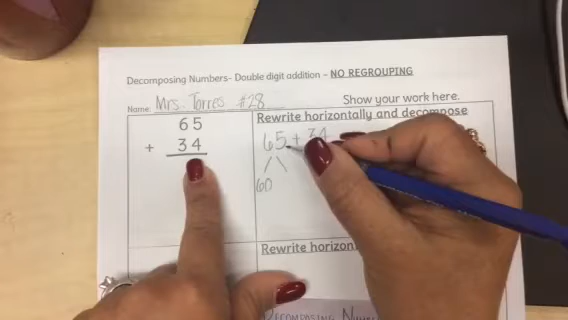 Decomposing Numbers- Double digit addition - NO REGROUPING
Name: Mrs. Torres #28
Show your work here.
65
+ 34
Rewrite horizontally and decompose
65 + 34
60
Rewrite horizon
DECOMPOSING